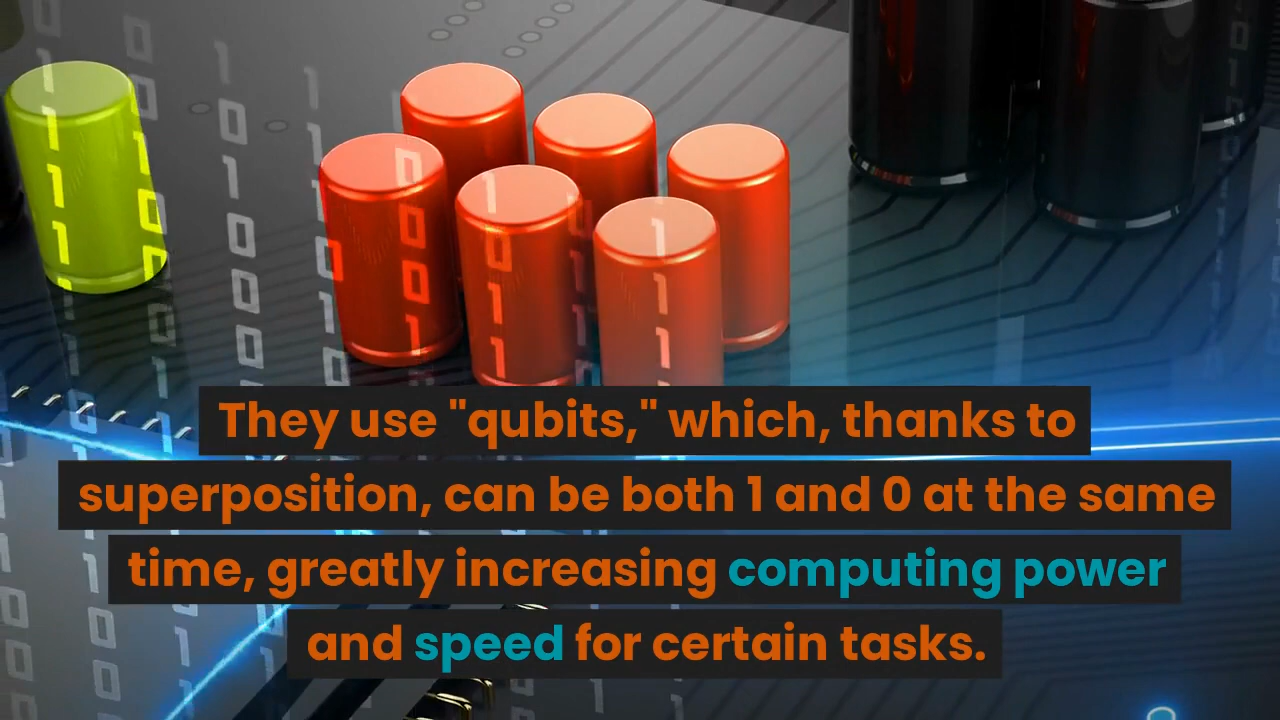 They use "qubits," which, thanks to
superposition, can be both 1 and 0 at the same
time, greatly increasing computing power
and speed for certain tasks.